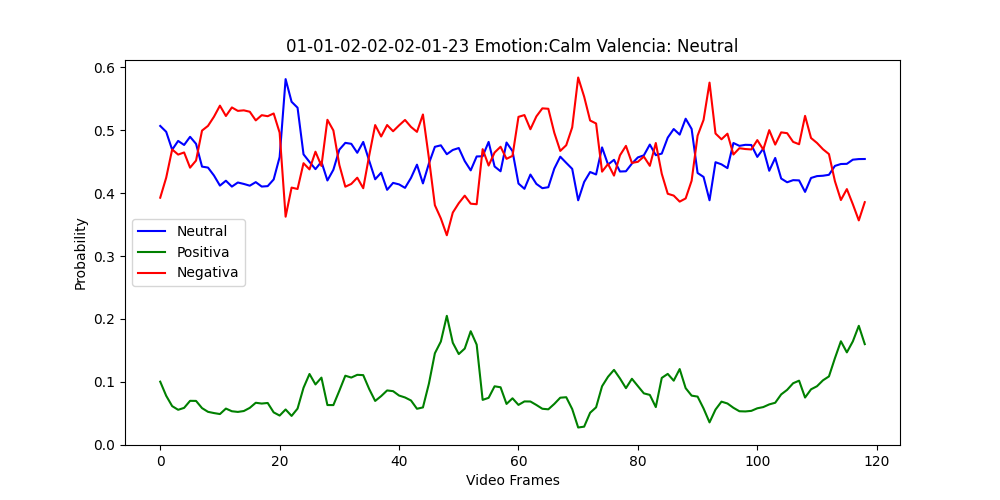 01-01-02-02-02-01-23 Emotion:Calm Valencia: Neutral
0.6
0.5
0.4
0.3
0.2
0.1
0.0
Probability
Neutral
Positiva
Negativa
0 20 40 60 80 100 120
Video Frames